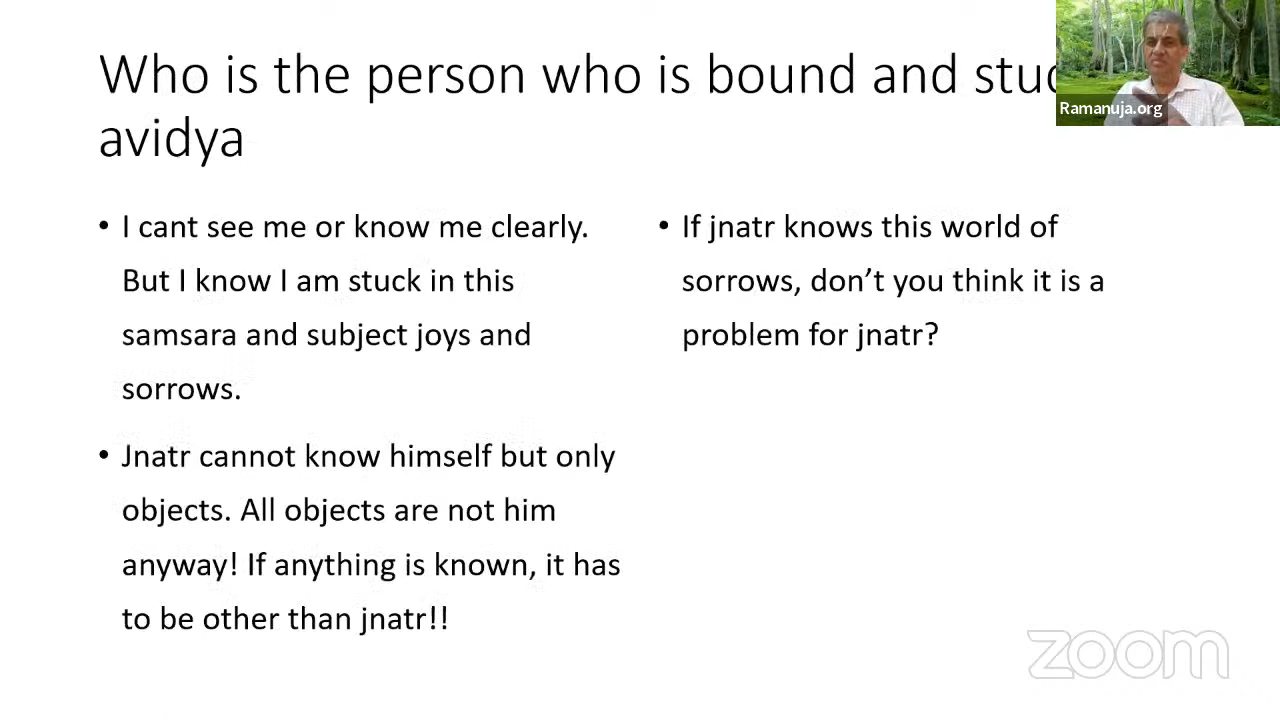 Who is the person who is bound and
avidya
• I cant see me or know me clearly.
But I know I am stuck in this
samsara and subject joys and
sorrows.
• Jnatr cannot know himself but only
objects. All objects are not him
anyway! If anything is known, it has
to be other than jnatr!!
• If jnatr knows this world of
sorrows, don’t you think it is a
problem for jnatr?
Ramanuja.org
zoom